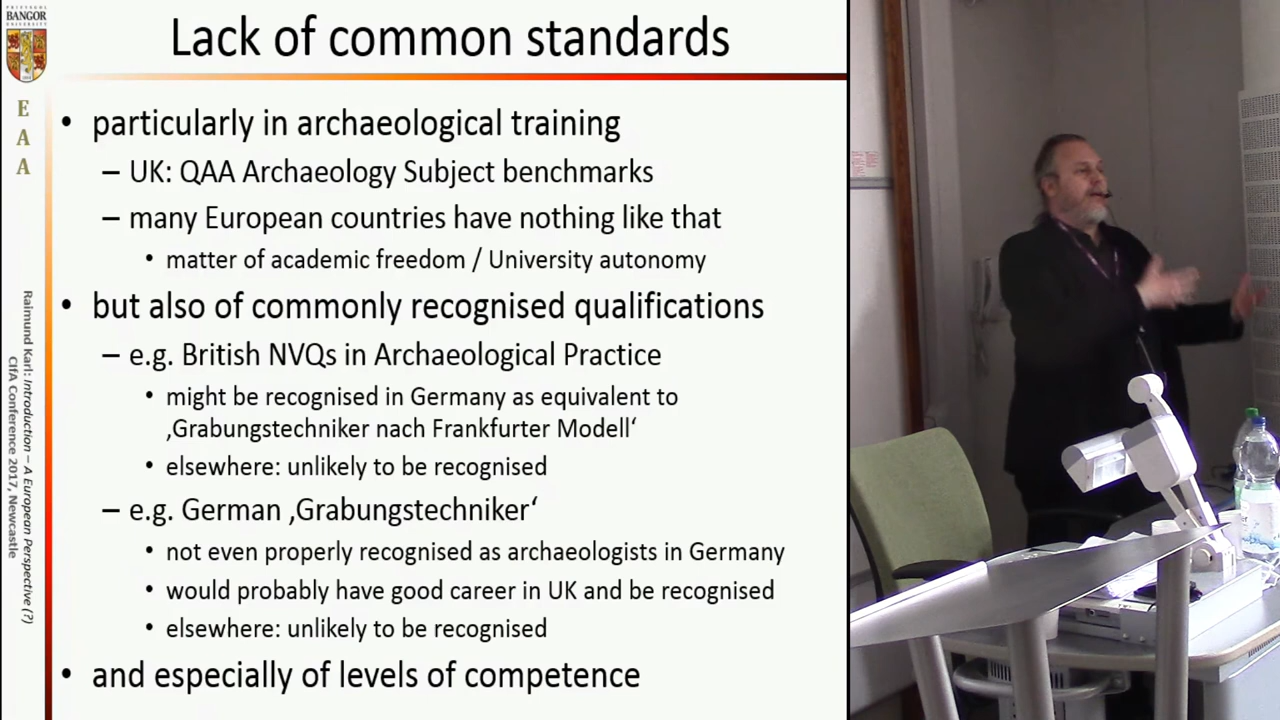 PRIFYSGOL
BANGOR
UNIVERSITY
E
A
A
Raimund Karl: Introduction – A European Perspective (?)
CIfA Conference 2017, Newcastle
Lack of common standards
• particularly in archaeological training
– UK: QAA Archaeology Subject benchmarks
– many European countries have nothing like that
• matter of academic freedom / University autonomy
• but also of commonly recognised qualifications
– e.g. British NVQs in Archaeological Practice
• might be recognised in Germany as equivalent to
‚Grabungstechniker nach Frankfurter Modell‘
• elsewhere: unlikely to be recognised
– e.g. German ‚Grabungstechniker‘
• not even properly recognised as archaeologists in Germany
• would probably have good career in UK and be recognised
• elsewhere: unlikely to be recognised
• and especially of levels of competence